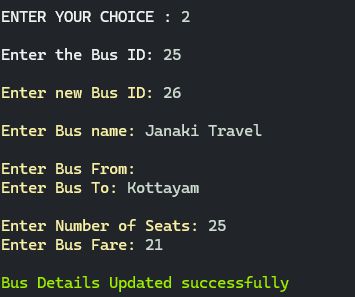 ENTER YOUR CHOICE : 2
Enter the Bus ID: 25
Enter new Bus ID: 26
Enter Bus name: Janaki Travel
Enter Bus From:
Enter Bus To: Kottayam
Enter Number of Seats: 25
Enter Bus Fare: 21
Bus Details Updated successfully